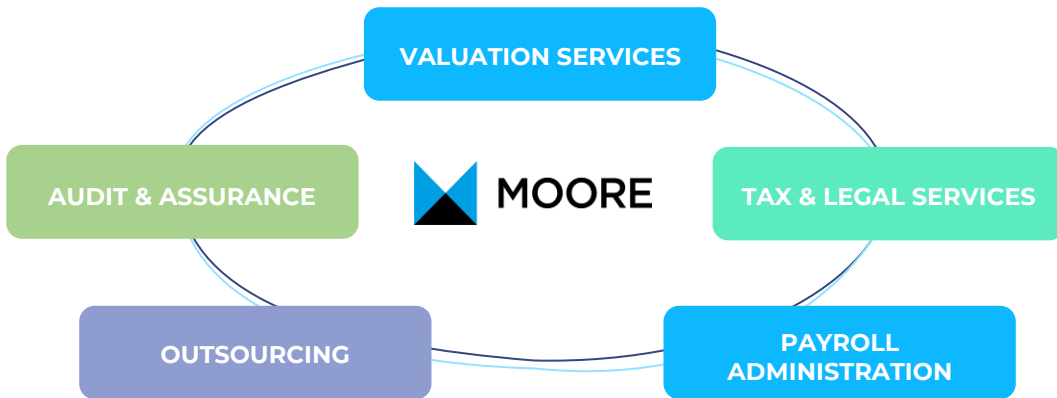 VALUATION SERVICES
AUDIT & ASSURANCE
MOORE
TAX & LEGAL SERVICES
OUTSOURCING
PAYROLL
ADMINISTRATION